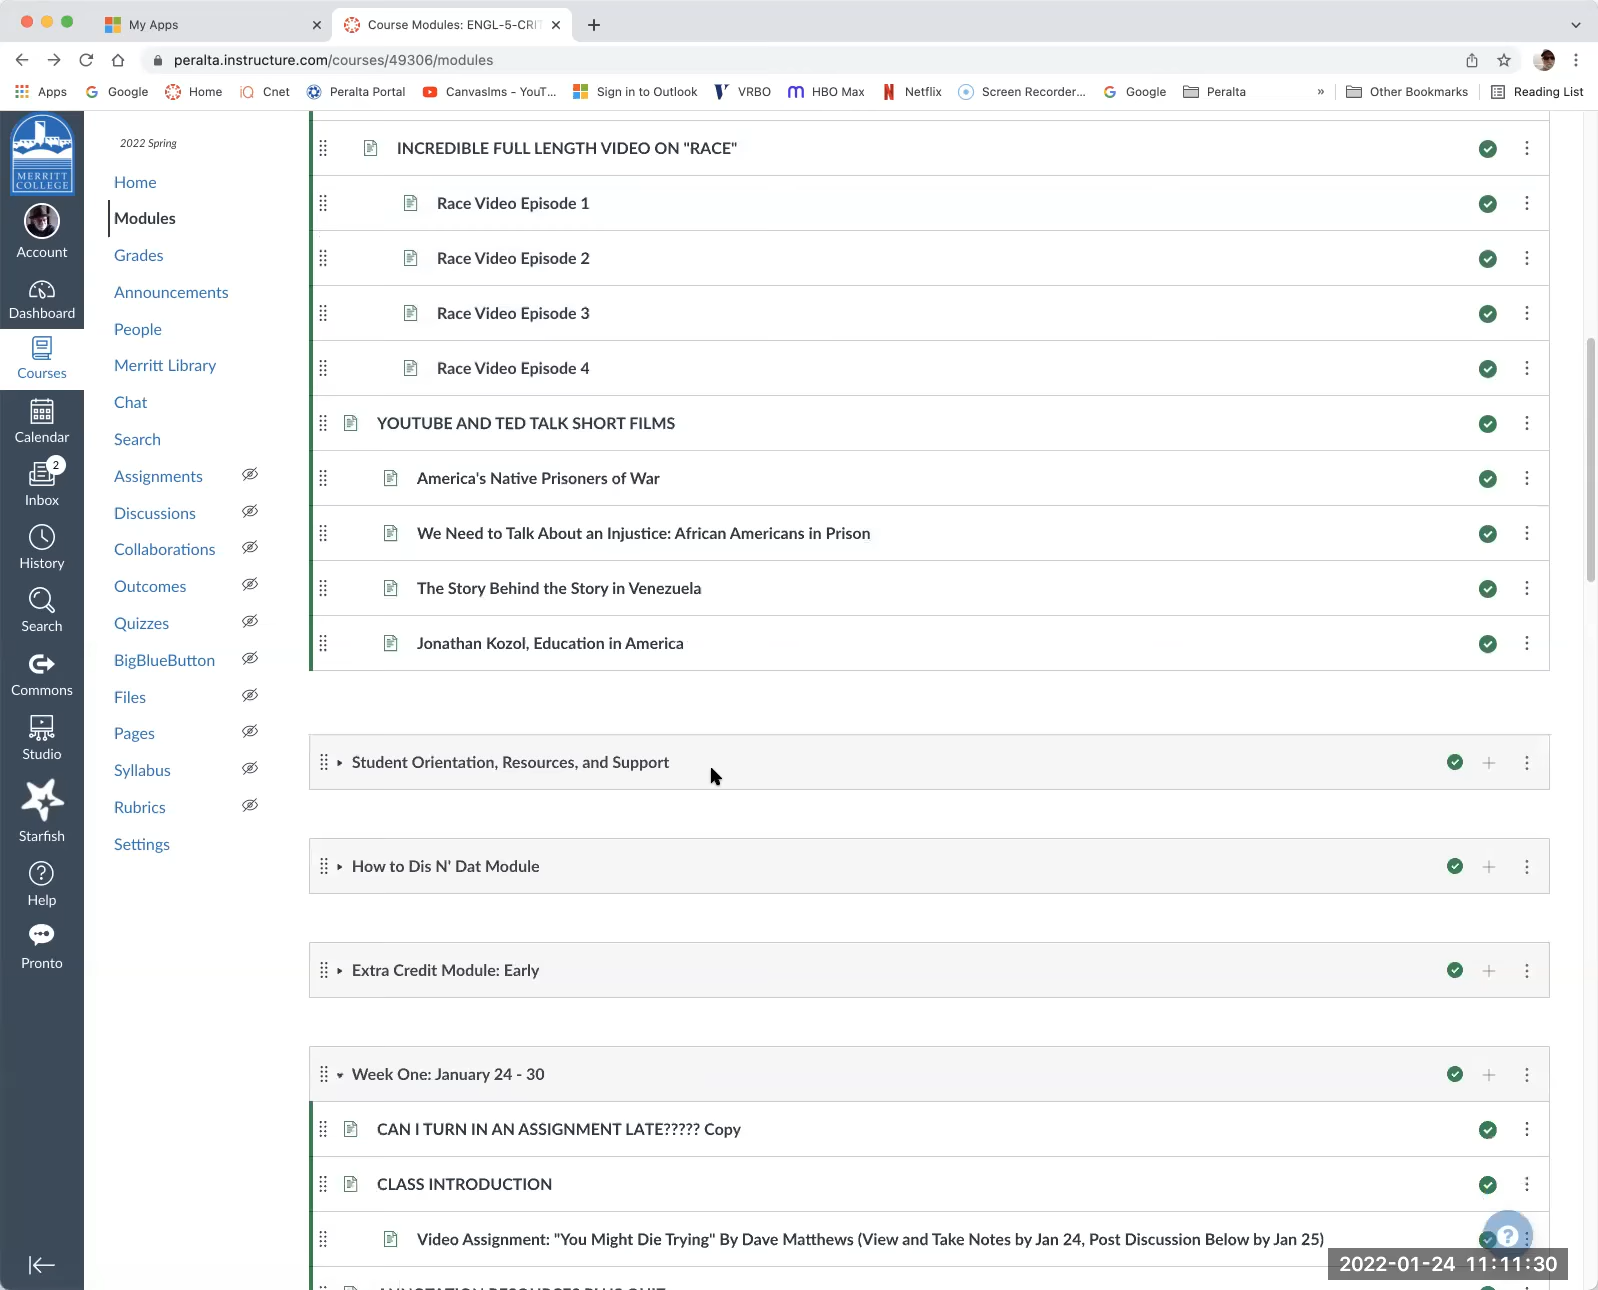 My Apps
Course Modules: ENGL-5-CRIT
peralta.instructure.com/courses/49306/modules
Apps
Google
Home
Cnet
Peralta Portal
Canvaslms - YouT...
Sign in to Outlook
VRBO
HBO Max
Netflix
Screen Recorder...
Google
Peralta
»
Other Bookmarks
Reading List
MERRITT
COLLEGE
Account
Dashboard
Courses
Calendar
2
Inbox
History
Search
Commons
Studio
Starfish
Help
Pronto
2022 Spring
Home
Modules
Grades
Announcements
People
Merritt Library
Chat
Search
Assignments
Discussions
Collaborations
Outcomes
Quizzes
BigBlueButton
Files
Pages
Syllabus
Rubrics
Settings
INCREDIBLE FULL LENGTH VIDEO ON "RACE"
Race Video Episode 1
Race Video Episode 2
Race Video Episode 3
Race Video Episode 4
YOUTUBE AND TED TALK SHORT FILMS
America's Native Prisoners of War
We Need to Talk About an Injustice: African Americans in Prison
The Story Behind the Story in Venezuela
Jonathan Kozol, Education in America
Student Orientation, Resources, and Support
How to Dis N' Dat Module
Extra Credit Module: Early
Week One: January 24 - 30
CAN I TURN IN AN ASSIGNMENT LATE????? Copy
CLASS INTRODUCTION
Video Assignment: "You Might Die Trying" By Dave Matthews (View and Take Notes by Jan 24, Post Discussion Below by Jan 25)
2022-01-24 11:11:30